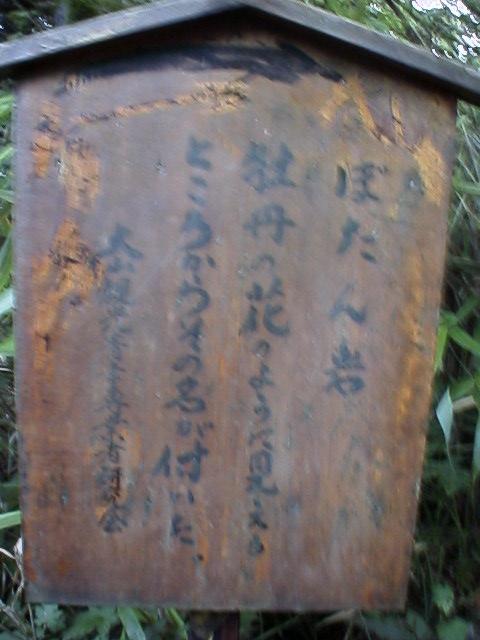 ぼたん岩
牡丹の花のように見える
ところからその名が付いた。